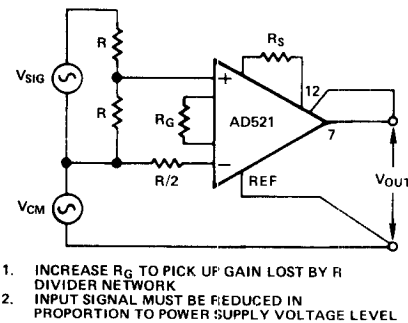 R
RS
VSIG
12
+
R
RG
AD521
7
−
R/2
REF
VOUT
VCM
1. INCREASE RG TO PICK UP GAIN LOST BY R
DIVIDER NETWORK
2. INPUT SIGNAL MUST BE REDUCED IN
PROPORTION TO POWER SUPPLY VOLTAGE LEVEL